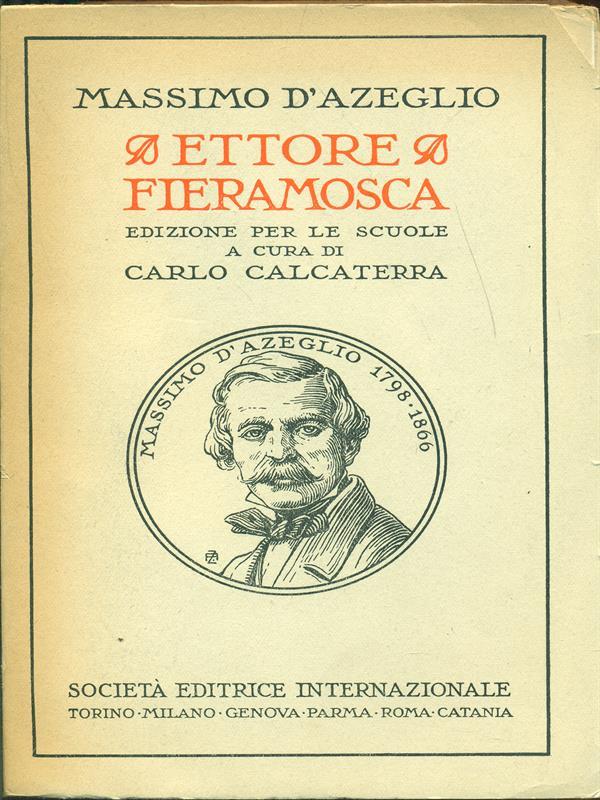 MASSIMO D'AZEGLIO
ETTORE
FIERAMOSCA
EDIZIONE PER LE SCUOLE
A CURA DI
CARLO CALCATERRA
MASSIMO D'AZEGLIO 1798·1866
SOCIETÀ EDITRICE INTERNAZIONALE
TORINO·MILANO·GENOVA·PARMA·ROMA·CATANIA